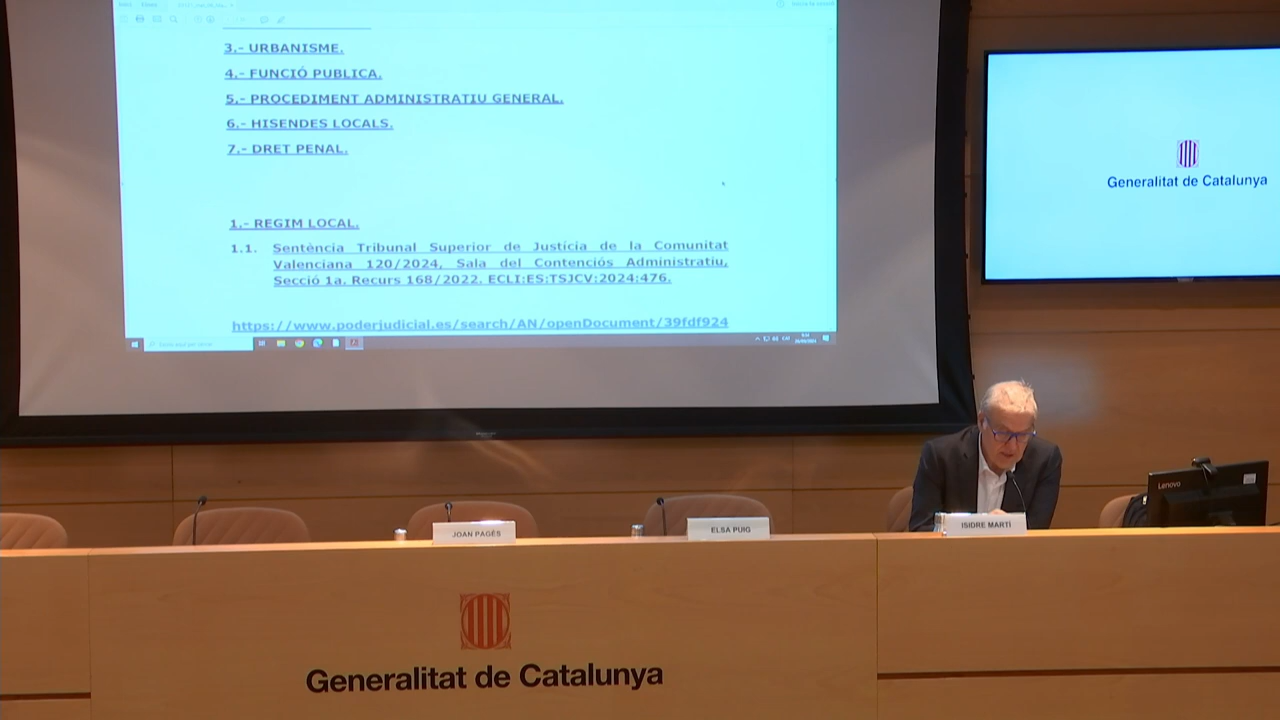 3.- URBANISME.
4.- FUNCIÓ PUBLICA.
5.- PROCEDIMENT ADMINISTRATIU GENERAL.
6.- HISENDES LOCALS.
7.- DRET PENAL.
1.- REGIM LOCAL.
1.1. Sentència Tribunal Superior de Justícia de la Comunitat
Valenciana 120/2024, Sala del Contenciós Administratiu,
Secció 1a. Recurs 168/2022. ECLI:ES:TSJCV:2024:476.
https://www.poderjudicial.es/search/AN/openDocument/39fdf924
Generalitat de Catalunya
Lenovo
JOAN PAGÈS
ELSA PUIG
ISIDRE MARTÍ
Generalitat de Catalunya